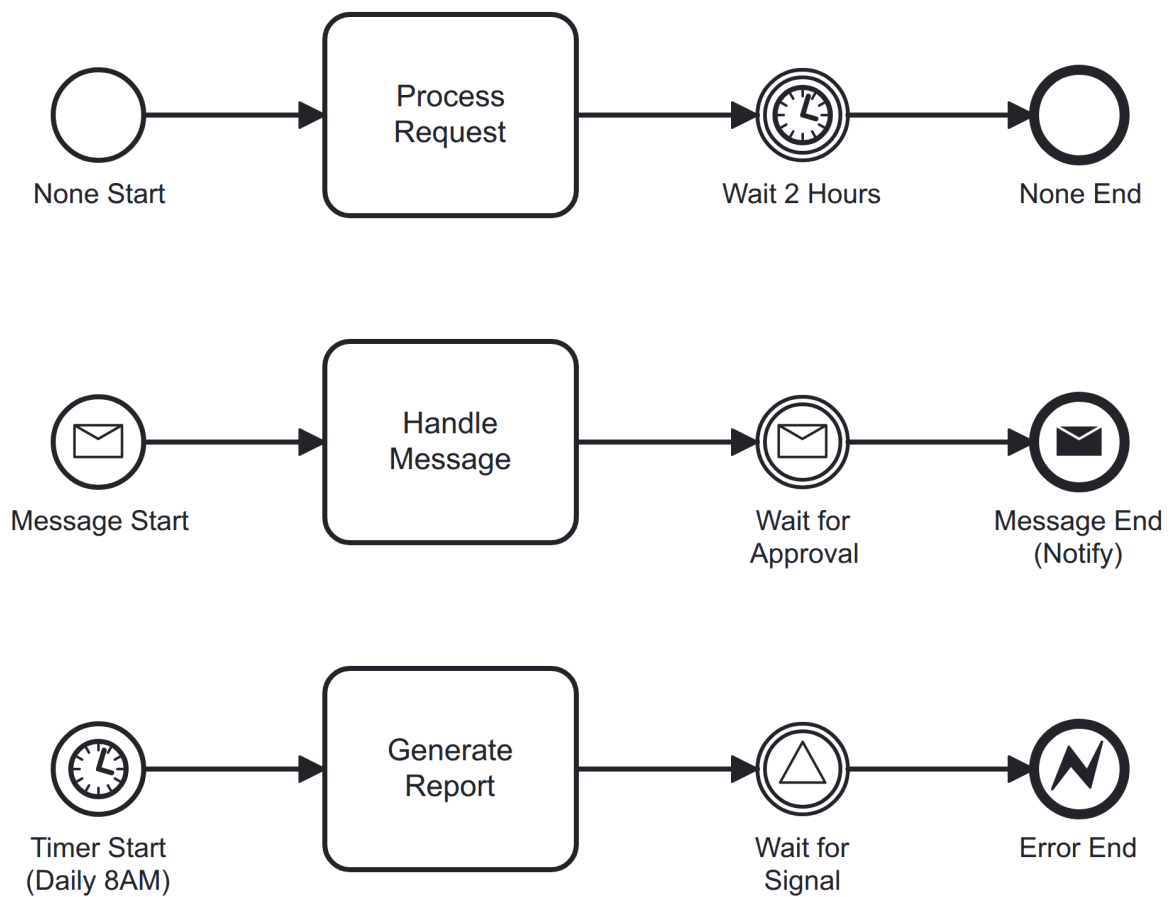 Process
Request
None Start
Wait 2 Hours
None End
Handle
Message
Message Start
Wait for
Approval
Message End
(Notify)
Generate
Report
Timer Start
(Daily 8AM)
Wait for
Signal
Error End